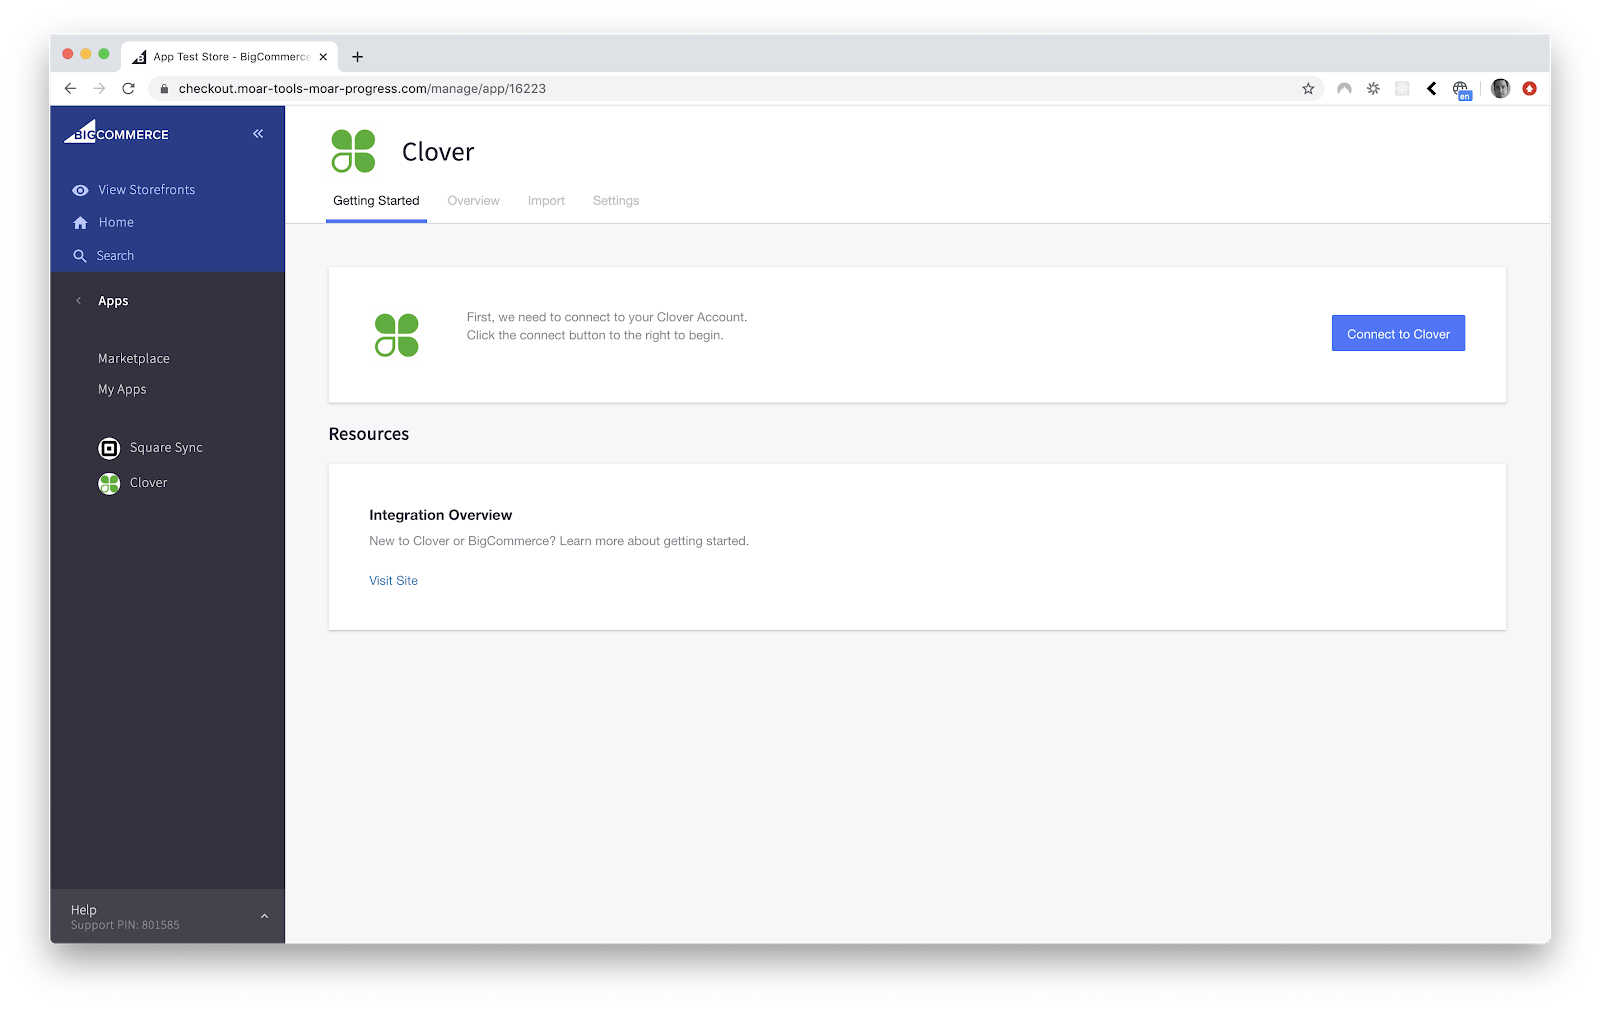 App Test Store - BigCommerce
checkout.moar-tools-moar-progress.com/manage/app/16223
en
BIGCOMMERCE
View Storefronts
Home
Search
Apps
Marketplace
My Apps
Square Sync
Clover
Help
Support PIN: 801585
Clover
Getting Started
Overview
Import
Settings
First, we need to connect to your Clover Account.
Click the connect button to the right to begin.
Connect to Clover
Resources
Integration Overview
New to Clover or BigCommerce? Learn more about getting started.
Visit Site